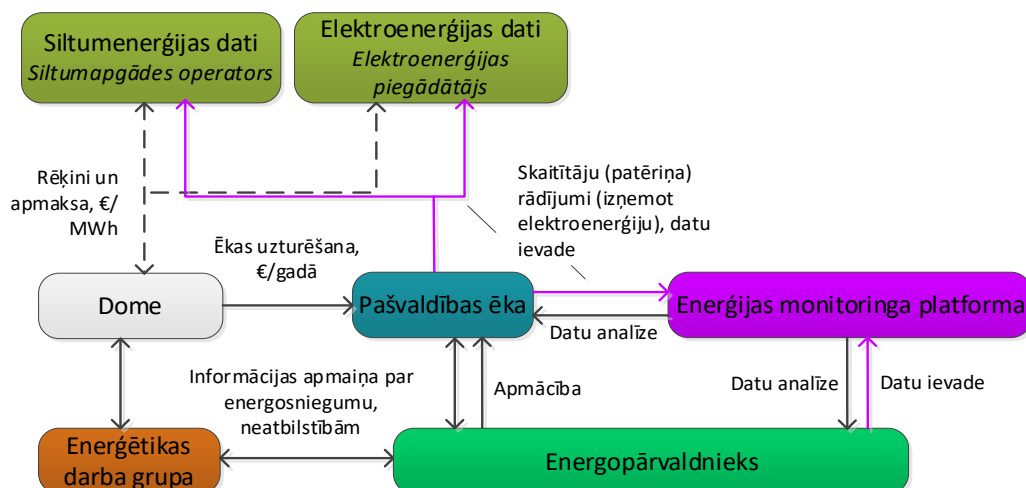 Siltumenerģijas dati
Siltumapgādes operators
Elektroenerģijas dati
Elektroenerģijas
piegādātājs
Rēķini un
apmaksa, €/
MWh
Skaitītāju (patēriņa)
rādījumi (izņemot
elektroenerģiju), datu
ievade
Ēkas uzturēšana,
€/gadā
Dome
Pašvaldības ēka
Enerģijas monitoringa platforma
Datu analīze
Informācijas apmaiņa par
energosniegumu,
neatbilstībām
Apmācība
Datu analīze
Datu ievade
Enerģētikas
darba grupa
Energopārvaldnieks